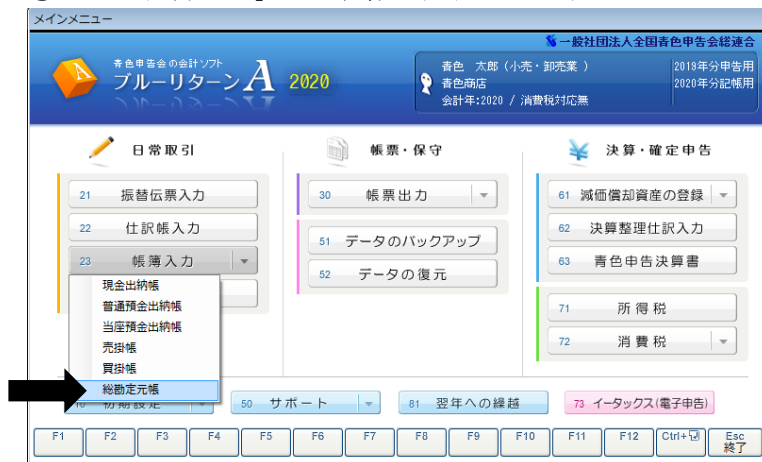 メインメニュー
一般社団法人全国青色申告会総連合
青色申告会の会計ソフト
ブルーリターンA 2020
青色 太郎（小売・卸売業 ）
青色商店
会計年:2020 / 消費税対応無
2019年分申告用
2020年分記帳用
日常取引
21 振替伝票入力
22 仕訳帳入力
23 帳簿入力
現金出納帳
普通預金出納帳
当座預金出納帳
売掛帳
買掛帳
総勘定元帳
帳票・保守
30 帳票出力
51 データのバックアップ
52 データの復元
決算・確定申告
61 減価償却資産の登録
62 決算整理仕訳入力
63 青色申告決算書
71 所得税
72 消費税
10 初期設定
50 サポート
81 翌年への繰越
73 イータックス(電子申告)
F1 F2 F3 F4 F5 F6 F7 F8 F9 F10 F11 F12 Ctrl+ Esc
終了